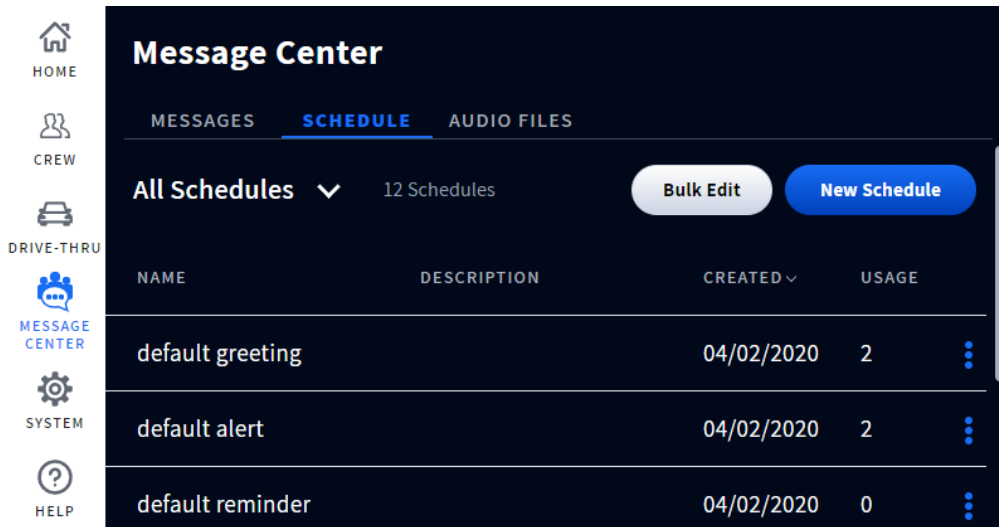 HOME
CREW
DRIVE-THRU
MESSAGE
CENTER
SYSTEM
HELP
Message Center
MESSAGES SCHEDULE AUDIO FILES
All Schedules 12 Schedules Bulk Edit New Schedule
NAME DESCRIPTION CREATED USAGE
default greeting 04/02/2020 2
default alert 04/02/2020 2
default reminder 04/02/2020 0